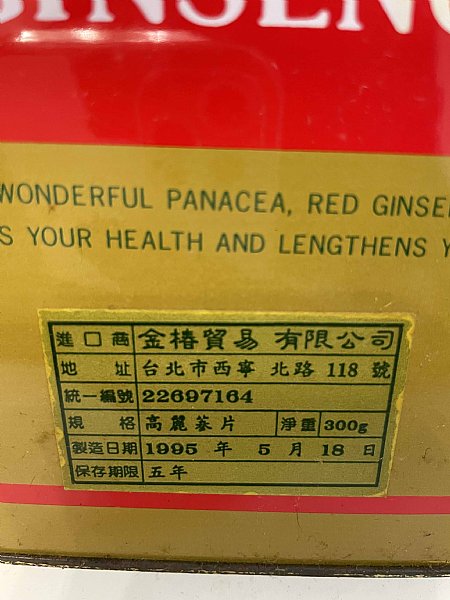 GINSENG
WONDERFUL PANACEA, RED GINSE
S YOUR HEALTH AND LENGTHENS Y
進口商 金椿貿易有限公司
地址 台北市西寧北路 118 號
統一編號 22697164
規格 高麗蔘片 淨重 300g
製造日期 1995 年 5 月 18 日
保存期限 五年